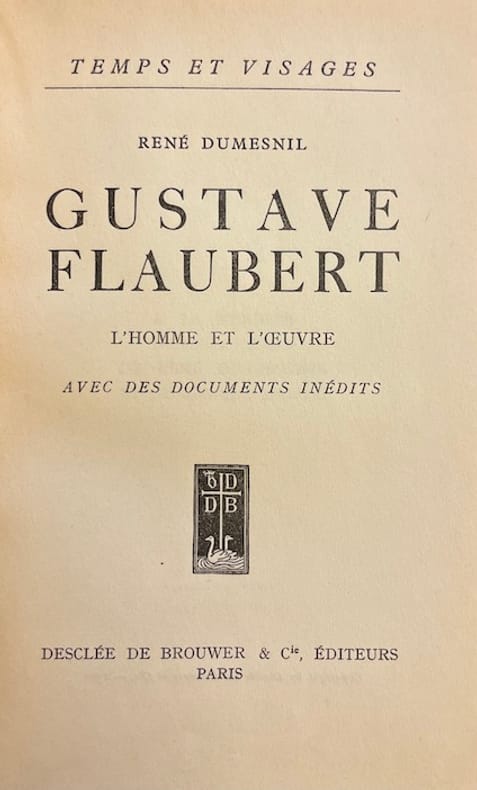 TEMPS ET VISAGES
RENÉ DUMESNIL
GUSTAVE
FLAUBERT
L'HOMME ET L'ŒUVRE
AVEC DES DOCUMENTS INÉDITS
DDB
DESCLÉE DE BROUWER & Cie, ÉDITEURS
PARIS